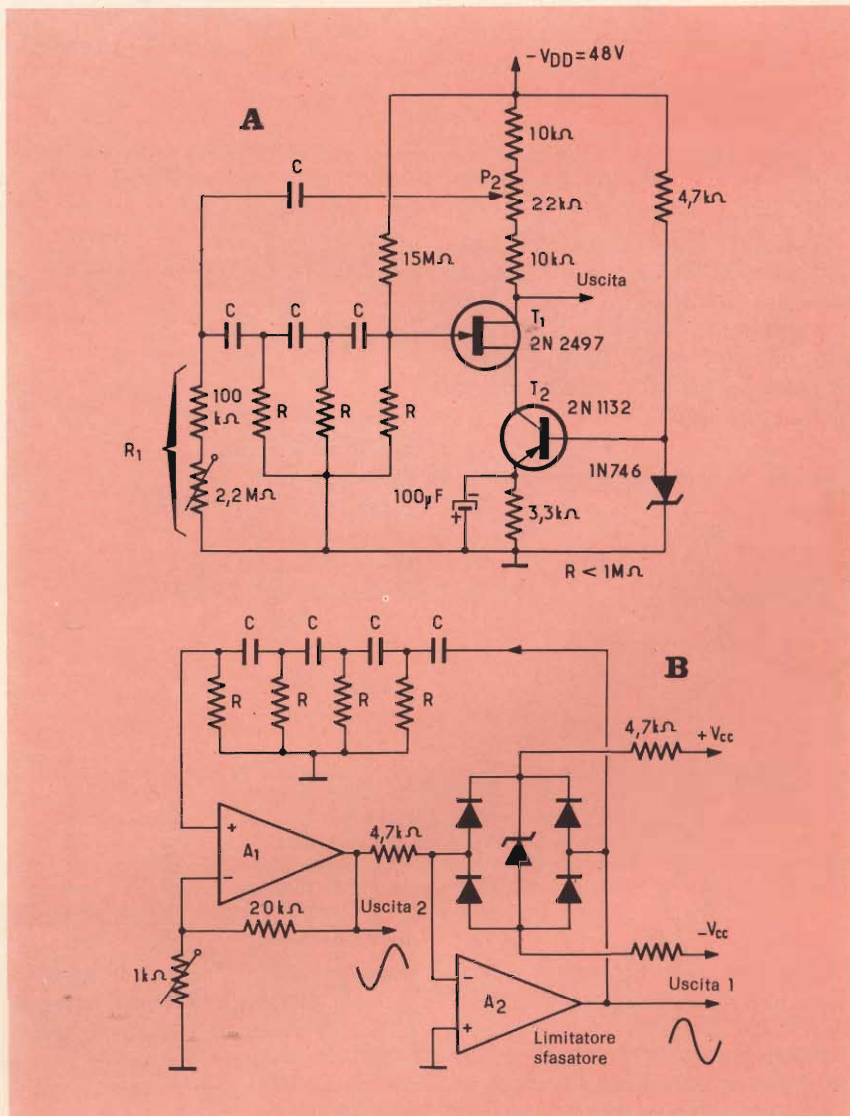 A
−VDD=48V
10kΩ
C
P2
22kΩ
4,7kΩ
15MΩ
10kΩ
Uscita
C
C
C
T1
2N 2497
R1
100
kΩ
R
R
R
T2
2N 1132
2,2MΩ
1N746
100µF
−
+
3,3kΩ
R < 1MΩ
C
C
C
C
B
R
R
R
R
4,7kΩ
+Vcc
+
A1
−
4,7kΩ
20kΩ
Uscita 2
−Vcc
1kΩ
−
A2
+
Uscita 1
Limitatore
sfasatore